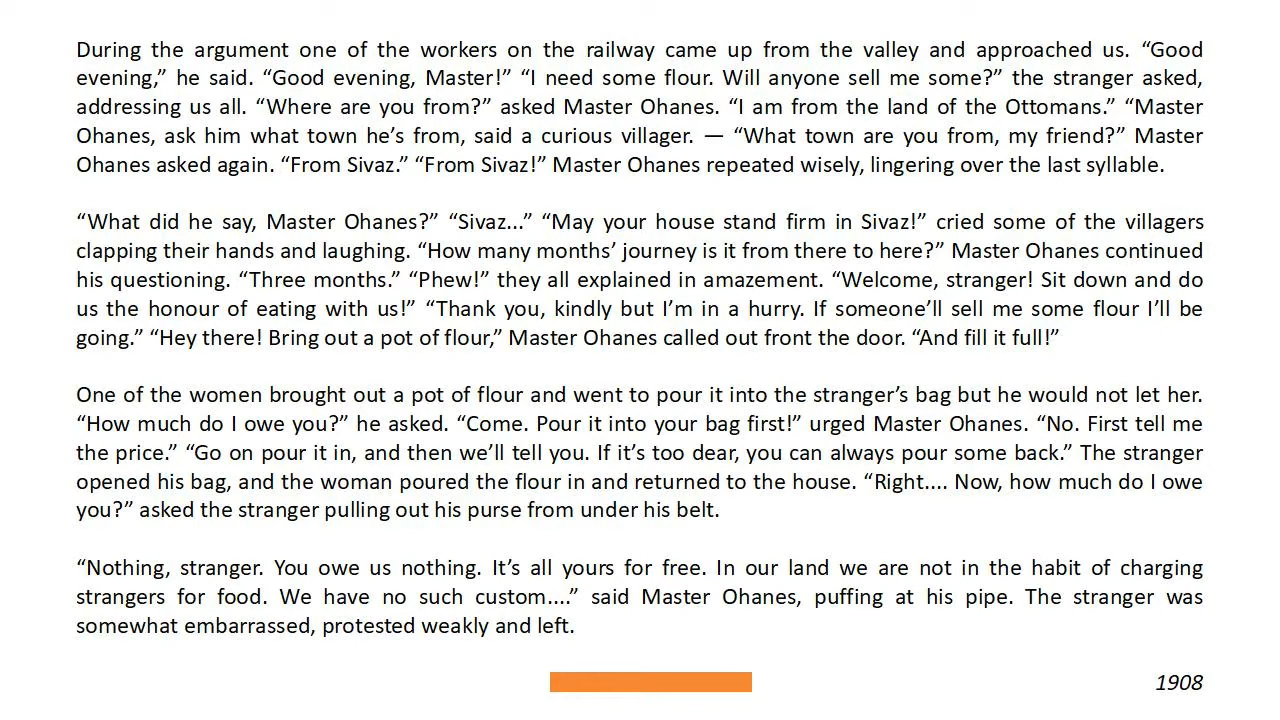 During the argument one of the workers on the railway came up from the valley and approached us. “Good
evening,” he said. “Good evening, Master!” “I need some flour. Will anyone sell me some?” the stranger asked,
addressing us all. “Where are you from?” asked Master Ohanes. “I am from the land of the Ottomans.” “Master
Ohanes, ask him what town he’s from, said a curious villager. — “What town are you from, my friend?” Master
Ohanes asked again. “From Sivaz.” “From Sivaz!” Master Ohanes repeated wisely, lingering over the last syllable.

“What did he say, Master Ohanes?” “Sivaz...” “May your house stand firm in Sivaz!” cried some of the villagers
clapping their hands and laughing. “How many months’ journey is it from there to here?” Master Ohanes continued
his questioning. “Three months.” “Phew!” they all explained in amazement. “Welcome, stranger! Sit down and do
us the honour of eating with us!” “Thank you, kindly but I’m in a hurry. If someone’ll sell me some flour I’ll be
going.” “Hey there! Bring out a pot of flour,” Master Ohanes called out front the door. “And fill it full!”

One of the women brought out a pot of flour and went to pour it into the stranger’s bag but he would not let her.
“How much do I owe you?” he asked. “Come. Pour it into your bag first!” urged Master Ohanes. “No. First tell me
the price.” “Go on pour it in, and then we’ll tell you. If it’s too dear, you can always pour some back.” The stranger
opened his bag, and the woman poured the flour in and returned to the house. “Right.... Now, how much do I owe
you?” asked the stranger pulling out his purse from under his belt.

“Nothing, stranger. You owe us nothing. It’s all yours for free. In our land we are not in the habit of charging
strangers for food. We have no such custom....” said Master Ohanes, puffing at his pipe. The stranger was
somewhat embarrassed, protested weakly and left.

1908